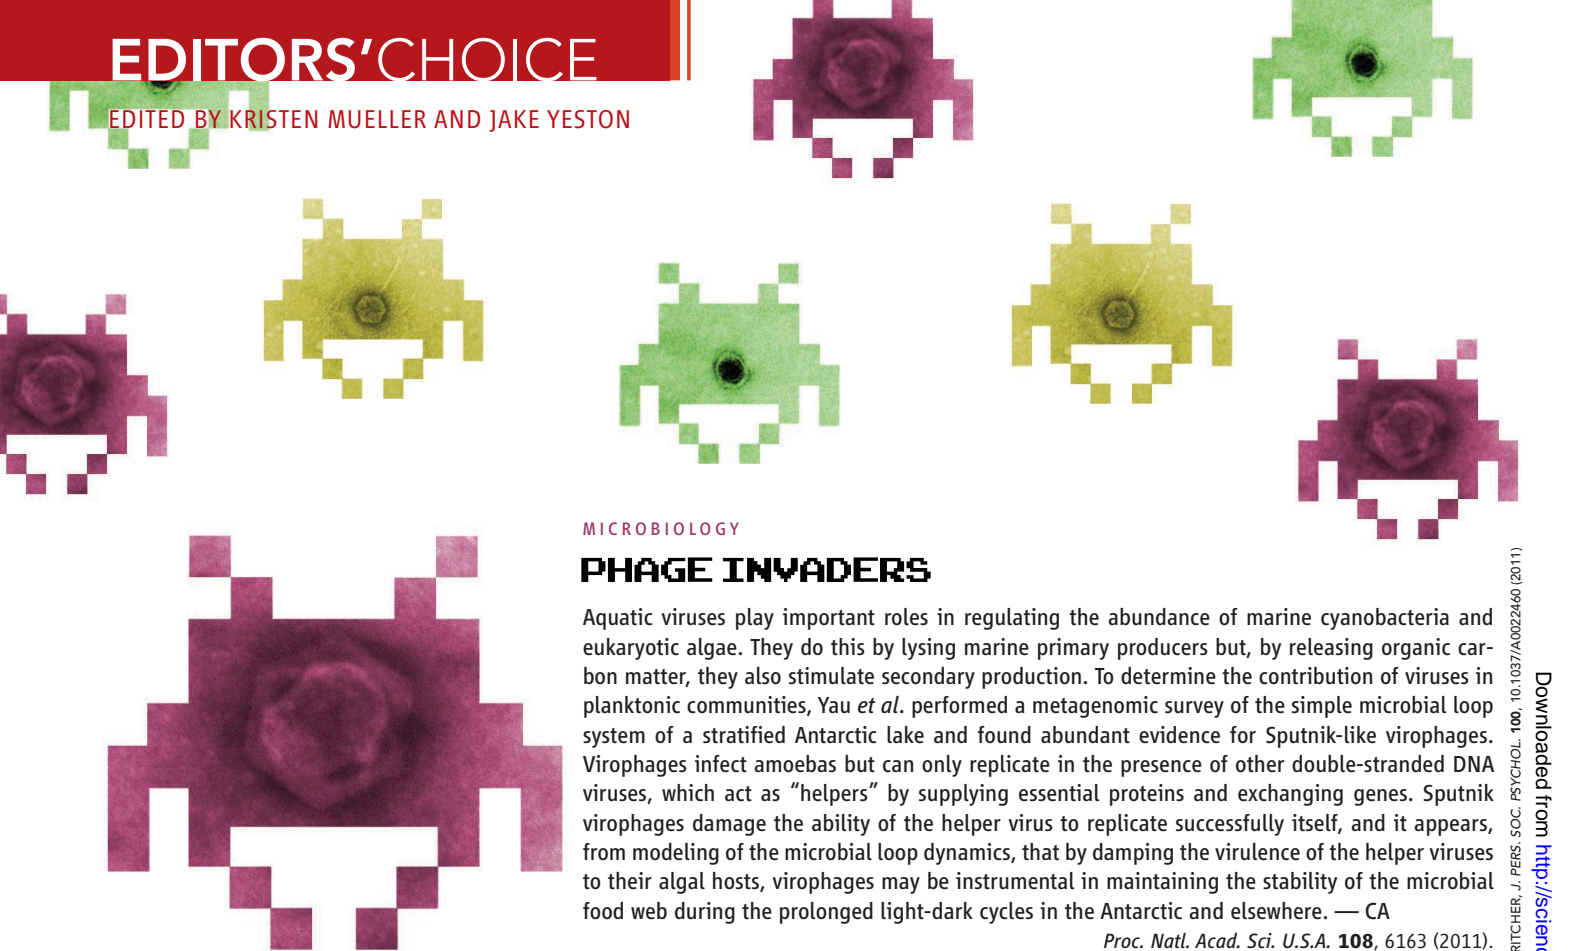 EDITORS'CHOICE
EDITED BY KRISTEN MUELLER AND JAKE YESTON
MICROBIOLOGY
PHAGE INVADERS
Aquatic viruses play important roles in regulating the abundance of marine cyanobacteria and
eukaryotic algae. They do this by lysing marine primary producers but, by releasing organic car-
bon matter, they also stimulate secondary production. To determine the contribution of viruses in
planktonic communities, Yau et al. performed a metagenomic survey of the simple microbial loop
system of a stratified Antarctic lake and found abundant evidence for Sputnik-like virophages.
Virophages infect amoebas but can only replicate in the presence of other double-stranded DNA
viruses, which act as “helpers” by supplying essential proteins and exchanging genes. Sputnik
virophages damage the ability of the helper virus to replicate successfully itself, and it appears,
from modeling of the microbial loop dynamics, that by damping the virulence of the helper viruses
to their algal hosts, virophages may be instrumental in maintaining the stability of the microbial
food web during the prolonged light-dark cycles in the Antarctic and elsewhere. — CA
Proc. Natl. Acad. Sci. U.S.A. 108, 6163 (2011).
RITCHER, J. PERS. SOC. PSYCHOL. 100, 10.1037/A0022460 (2011)
Downloaded from http://scienc